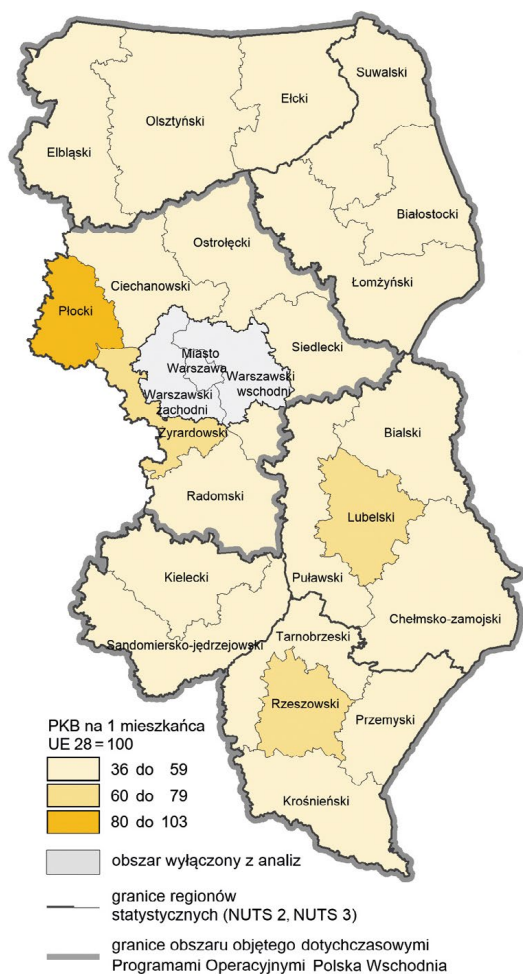 Suwalski
Ełcki
Olsztyński
Elbląski
Białostocki
Ostrołęcki
Łomżyński
Ciechanowski
Płocki
Siedlecki
Miasto
Warszawa
Warszawski
wschodni
Warszawski
zachodni
Żyrardowski
Bialski
Radomski
Lubelski
Kielecki
Puławski
Chełmsko-zamojski
Tarnobrzeski
Sandomiersko-jędrzejowski
Rzeszowski
Przemyski
Krośnieński
PKB na 1 mieszkańca
UE 28 = 100
36 do 59
60 do 79
80 do 103
obszar wyłączony z analiz
granice regionów
statystycznych (NUTS 2, NUTS 3)
granice obszaru objętego dotychczasowymi
Programami Operacyjnymi Polska Wschodnia